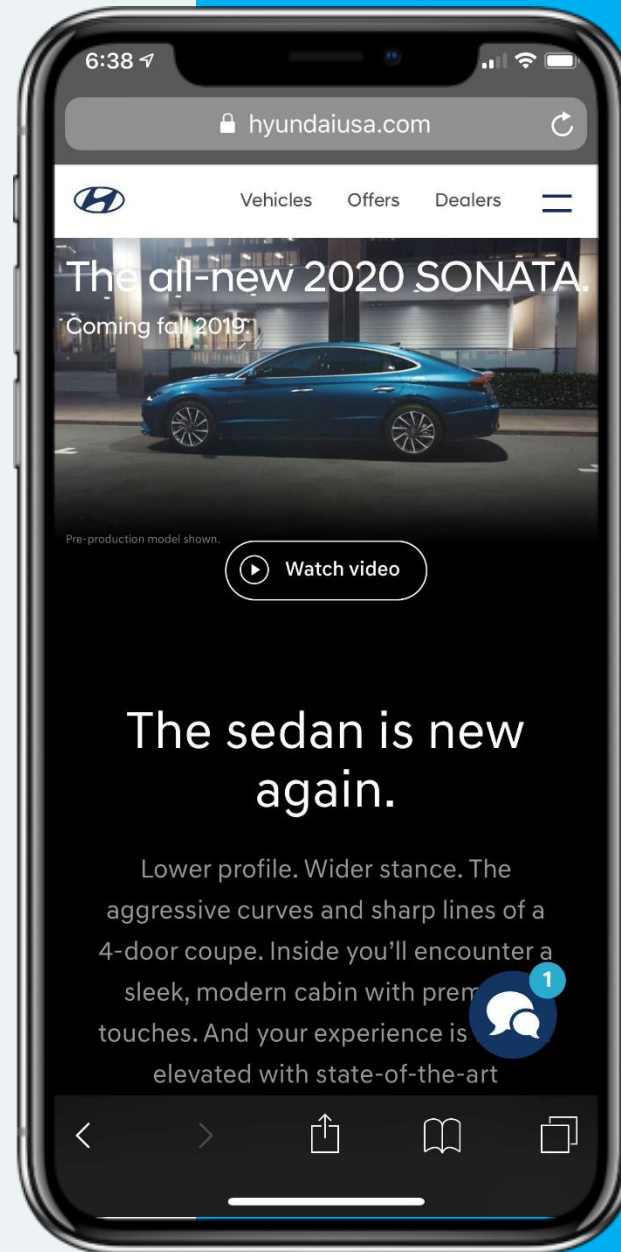 6:38
hyundaiusa.com
Vehicles Offers Dealers
The all-new 2020 SONATA.
Coming fall 2019.
Pre-production model shown.
Watch video
The sedan is new
again.
Lower profile. Wider stance. The
aggressive curves and sharp lines of a
4-door coupe. Inside you'll encounter a
sleek, modern cabin with prem
touches. And your experience is
elevated with state-of-the-art
1